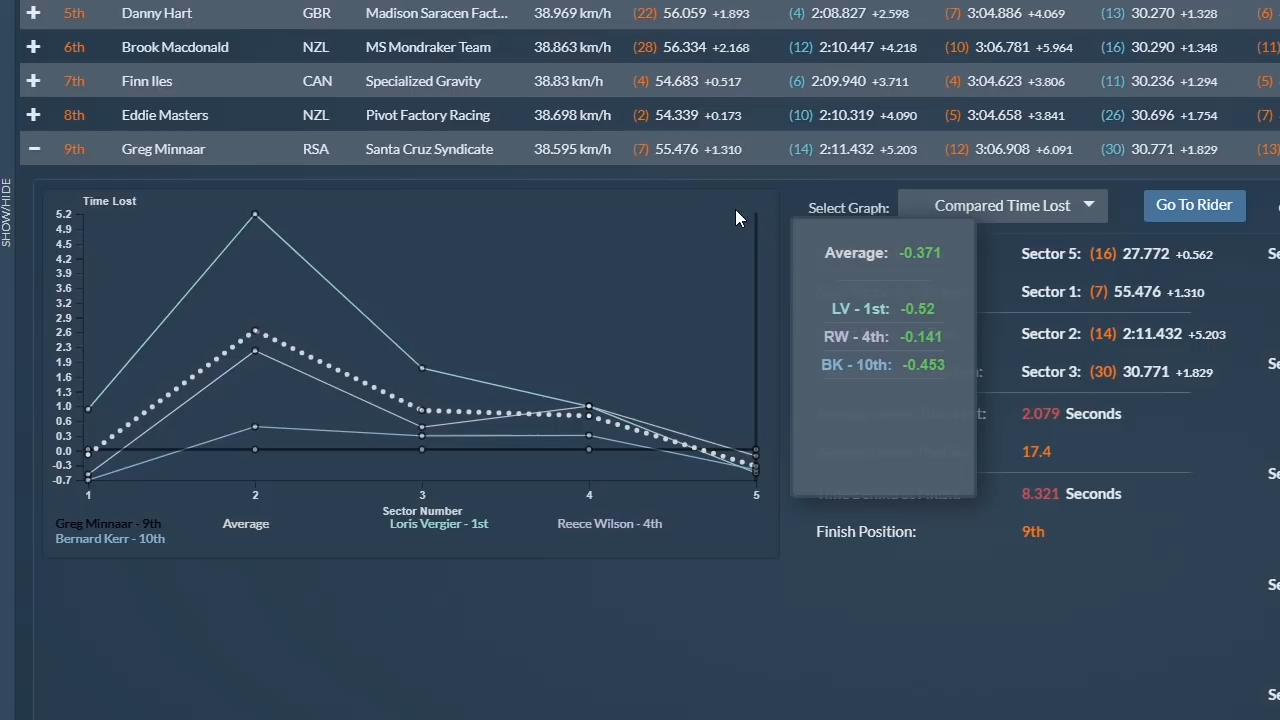 5th Danny Hart GBR Madison Saracen Fact... 38.969 km/h (22) 56.059 +1.893 (4) 2:08.827 +2.598 (7) 3:04.886 +4.069 (13) 30.270 +1.328 (6)
6th Brook Macdonald NZL MS Mondraker Team 38.863 km/h (28) 56.334 +2.168 (12) 2:10.447 +4.218 (10) 3:06.781 +5.964 (16) 30.290 +1.348 (11)
7th Finn Iles CAN Specialized Gravity 38.83 km/h (4) 54.683 +0.517 (6) 2:09.940 +3.711 (4) 3:04.623 +3.806 (11) 30.236 +1.294 (5)
8th Eddie Masters NZL Pivot Factory Racing 38.698 km/h (2) 54.339 +0.173 (10) 2:10.319 +4.090 (5) 3:04.658 +3.841 (26) 30.696 +1.754 (7)
9th Greg Minnaar RSA Santa Cruz Syndicate 38.595 km/h (7) 55.476 +1.310 (14) 2:11.432 +5.203 (12) 3:06.908 +6.091 (30) 30.771 +1.829 (13)
SHOW/HIDE
Time Lost
5.2
4.9
4.5
4.2
3.9
3.6
3.2
2.9
2.6
2.3
1.9
1.6
1.3
1.0
0.6
0.3
0.0
-0.3
-0.7
1 2 3 4 5
Sector Number
Greg Minnaar - 9th Average Loris Vergier - 1st Reece Wilson - 4th
Bernard Kerr - 10th
Select Graph: Compared Time Lost Go To Rider
Average: -0.371
LV - 1st: -0.52
RW - 4th: -0.141
BK - 10th: -0.453
Sector 5: (16) 27.772 +0.562
Sector 1: (7) 55.476 +1.310
Sector 2: (14) 2:11.432 +5.203
Sector 3: (30) 30.771 +1.829
2.079 Seconds
17.4
8.321 Seconds
Finish Position: 9th